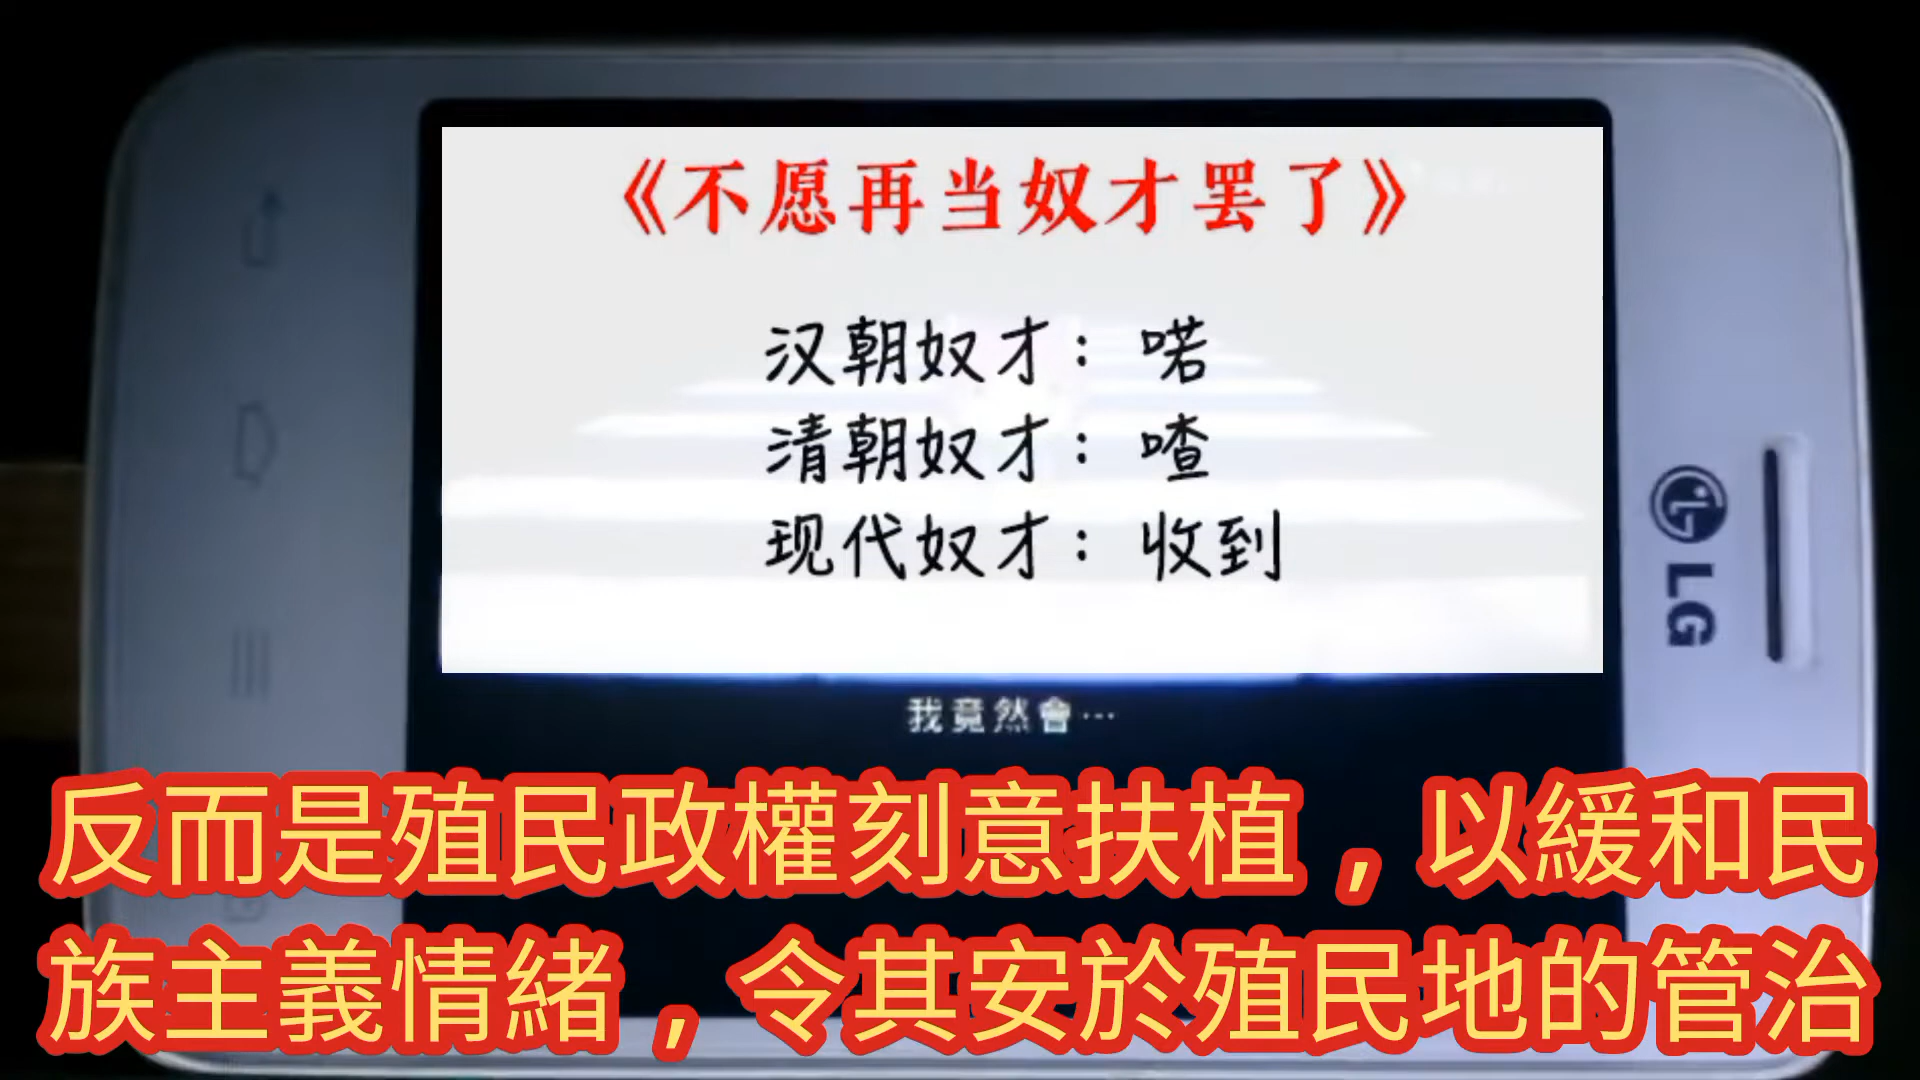 《不愿再当奴才罢了》
汉朝奴才：喏
清朝奴才：喳
现代奴才：收到
LG
我竟然會…
反而是殖民政權刻意扶植，以緩和民
族主義情緒，令其安於殖民地的管治